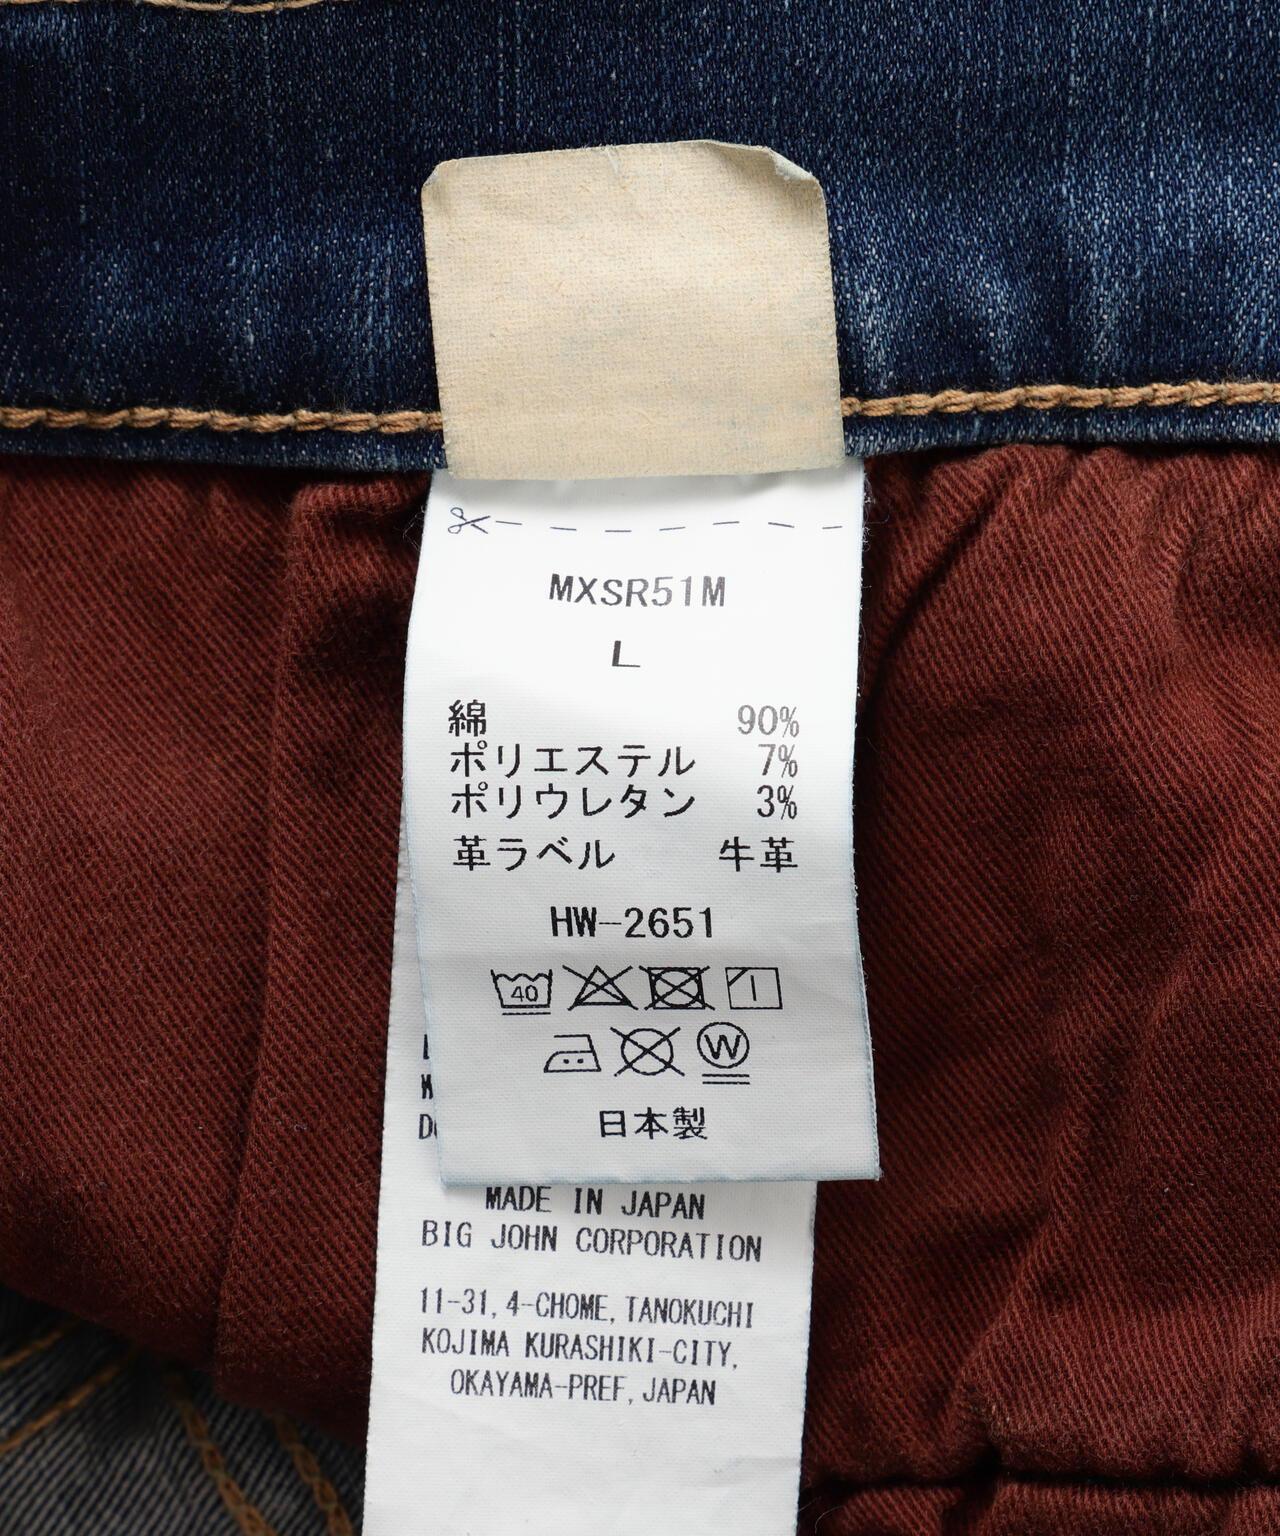 MXSR51M
L
綿 90%
ポリエステル 7%
ポリウレタン 3%
革ラベル 牛革
HW-2651
40
W
日本製
MADE IN JAPAN
BIG JOHN CORPORATION
11-31, 4-CHOME, TANOKUCHI
KOJIMA KURASHIKI-CITY,
OKAYAMA-PREF, JAPAN